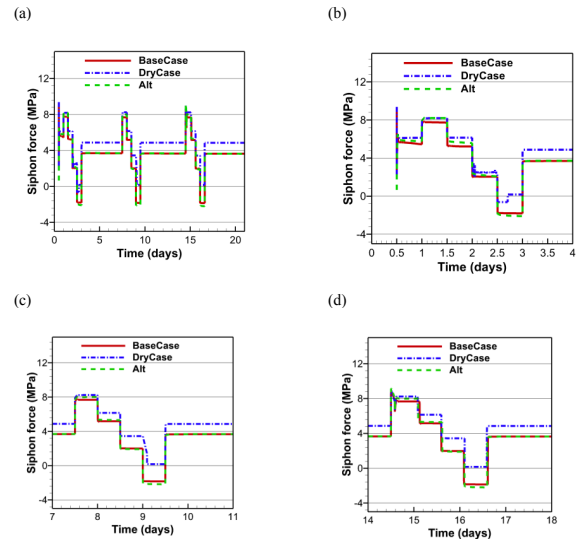 (a)
BaseCase
DryCase
Alt
Siphon force (MPa)
12
8
4
0
-4
0 5 10 15 20
Time (days)
(b)
BaseCase
DryCase
Alt
Siphon force (MPa)
12
8
4
0
-4
0 0.5 1 1.5 2 2.5 3 3.5 4
Time (days)
(c)
BaseCase
DryCase
Alt
Siphon force (MPa)
12
8
4
0
-4
7 8 9 10 11
Time (days)
(d)
BaseCase
DryCase
Alt
Siphon force (MPa)
12
8
4
0
-4
14 15 16 17 18
Time (days)